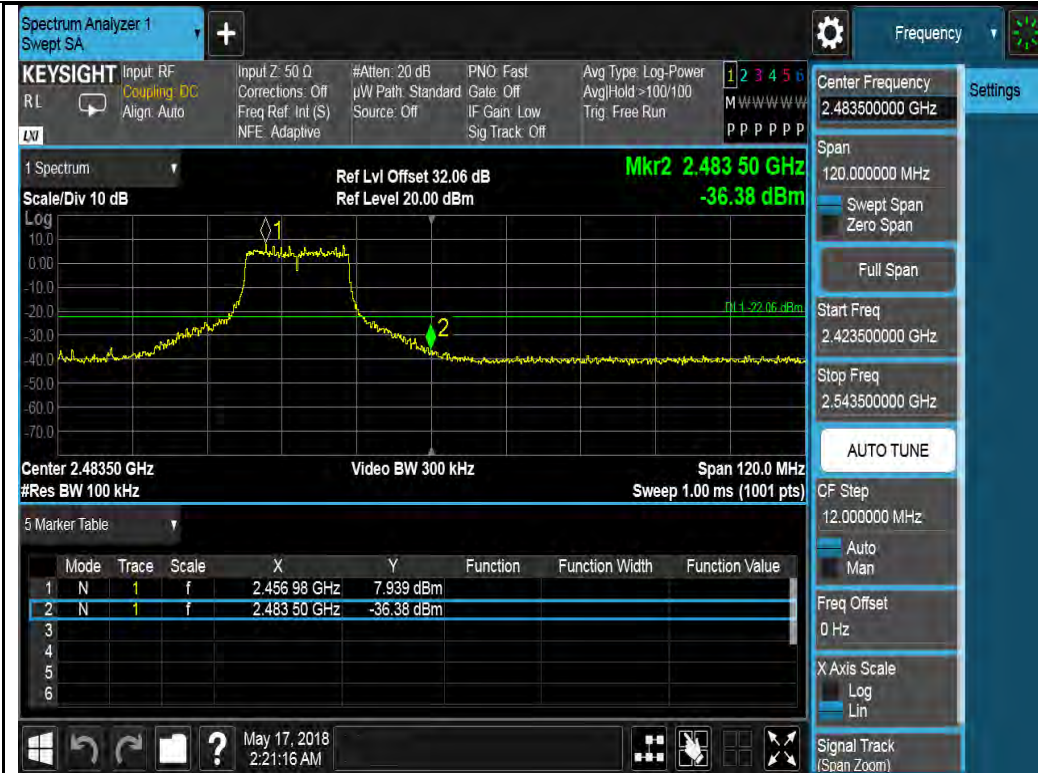 Spectrum Analyzer 1
Swept SA
+
Frequency
KEYSIGHT
RL
LXI
Input: RF
Coupling: DC
Align: Auto
Input Z: 50 Ω
Corrections: Off
Freq Ref: Int (S)
NFE: Adaptive
#Atten: 20 dB
µW Path: Standard
Source: Off
PNO: Fast
Gate: Off
IF Gain: Low
Sig Track: Off
Avg Type: Log-Power
Avg|Hold:>100/100
Trig: Free Run
1 2 3 4 5 6
M W W W W W
P P P P P P
1 Spectrum
Scale/Div 10 dB
Ref Lvl Offset 32.06 dB
Ref Level 20.00 dBm
Mkr2 2.483 50 GHz
-36.38 dBm
Log
10.0
0.00
-10.0
-20.0
-30.0
-40.0
-50.0
-60.0
-70.0
1
2
DL1 -22.06 dBm
Center 2.48350 GHz
#Res BW 100 kHz
Video BW 300 kHz
Span 120.0 MHz
Sweep 1.00 ms (1001 pts)
5 Marker Table
Mode Trace Scale X Y Function Function Width Function Value
1 N 1 f 2.456 98 GHz 7.939 dBm
2 N 1 f 2.483 50 GHz -36.38 dBm
3
4
5
6
?
May 17, 2018
2:21:16 AM
Center Frequency
2.483500000 GHz
Settings
Span
120.000000 MHz
Swept Span
Zero Span
Full Span
Start Freq
2.423500000 GHz
Stop Freq
2.543500000 GHz
AUTO TUNE
CF Step
12.000000 MHz
Auto
Man
Freq Offset
0 Hz
X Axis Scale
Log
Lin
Signal Track
(Span Zoom)